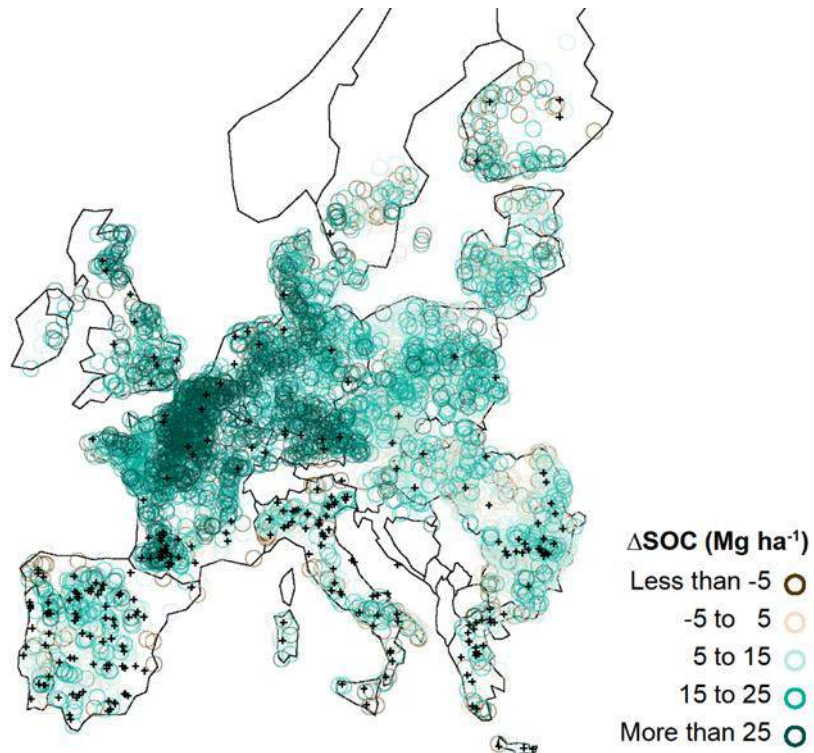 ΔSOC (Mg ha⁻¹)
Less than -5
-5 to 5
5 to 15
15 to 25
More than 25